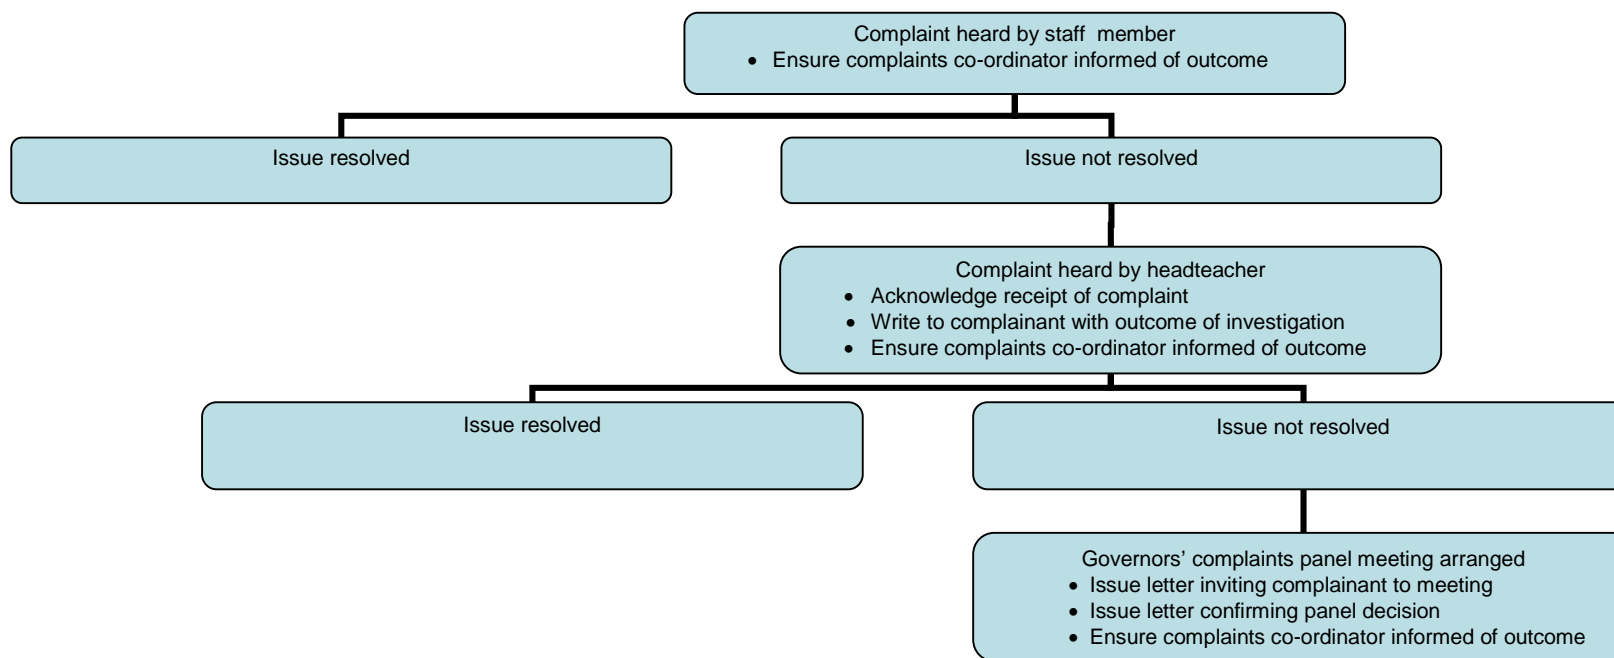 Complaint heard by staff  member
• Ensure complaints co-ordinator informed of outcome
Issue resolved
Issue not resolved
Complaint heard by headteacher
• Acknowledge receipt of complaint
• Write to complainant with outcome of investigation
• Ensure complaints co-ordinator informed of outcome
Issue resolved
Issue not resolved
Governors’ complaints panel meeting arranged
• Issue letter inviting complainant to meeting
• Issue letter confirming panel decision
• Ensure complaints co-ordinator informed of outcome